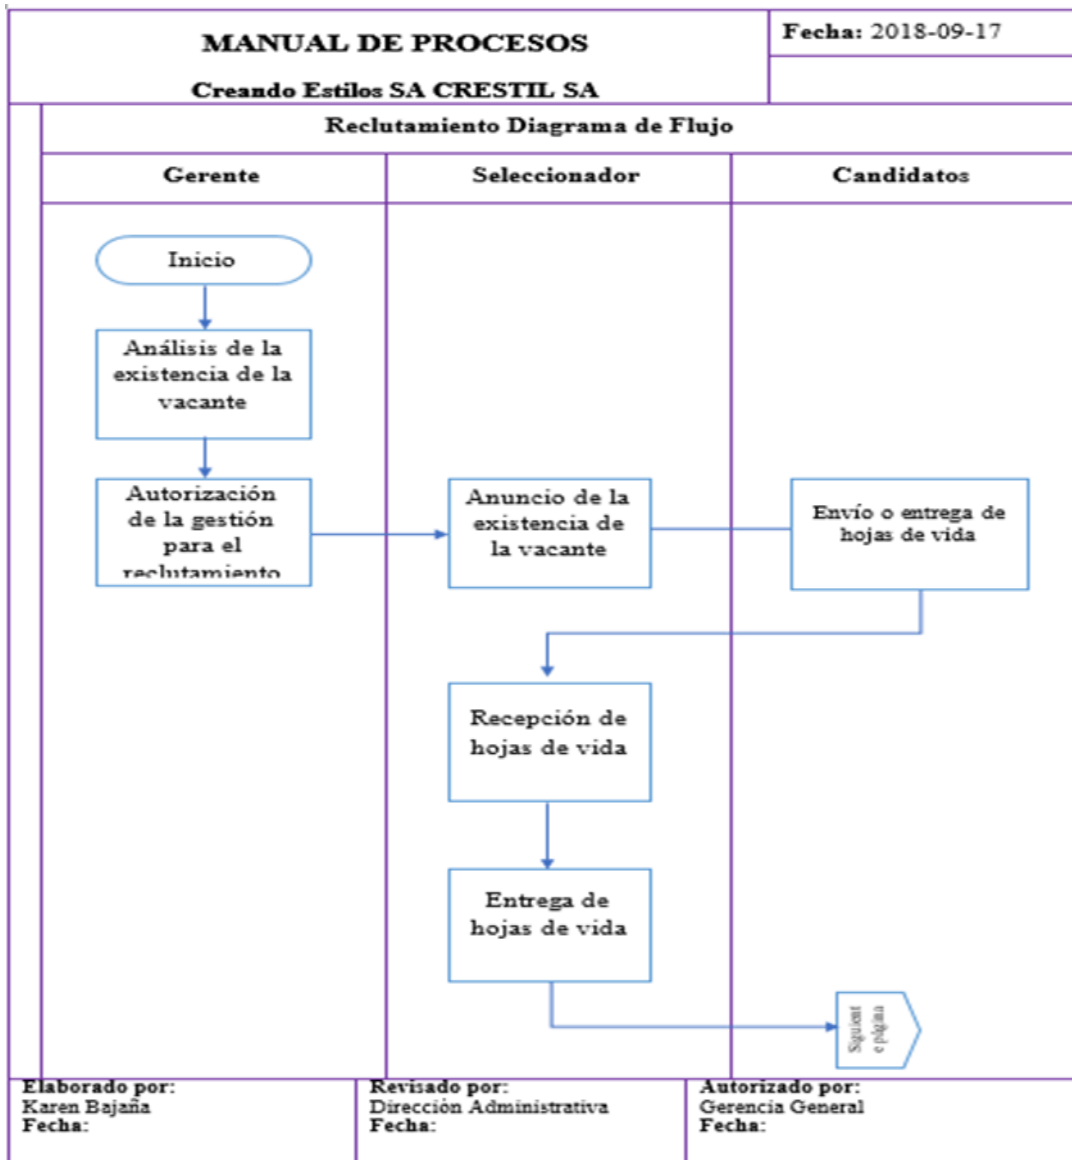 MANUAL DE PROCESOS
Creando Estilos SA CRESTIL SA
Fecha: 2018-09-17
Reclutamiento Diagrama de Flujo
Gerente
Seleccionador
Candidatos
Inicio
Análisis de la
existencia de la
vacante
Autorización
de la gestión
para el
reclutamiento
Anuncio de la
existencia de
la vacante
Envío o entrega de
hojas de vida
Recepción de
hojas de vida
Entrega de
hojas de vida
Siguient
e página
Elaborado por:
Karen Bajaña
Fecha:
Revisado por:
Dirección Administrativa
Fecha:
Autorizado por:
Gerencia General
Fecha: